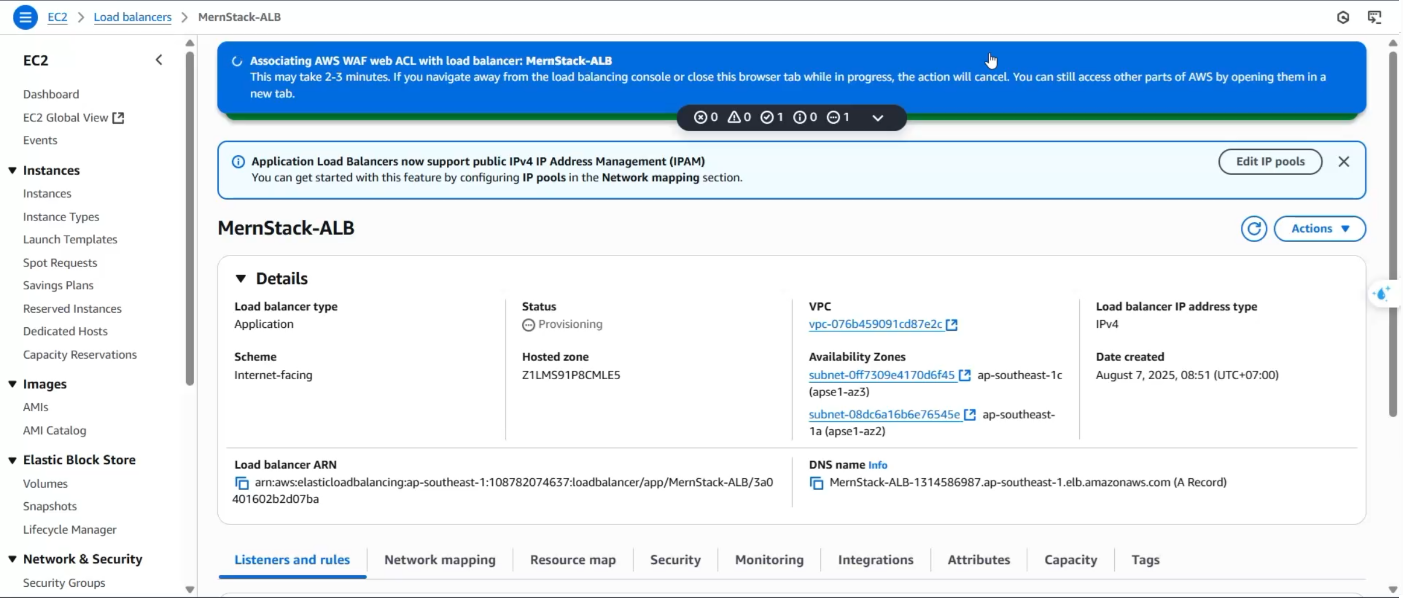 EC2 > Load balancers > MernStack-ALB
EC2
Dashboard
EC2 Global View
Events
Instances
Instances
Instance Types
Launch Templates
Spot Requests
Savings Plans
Reserved Instances
Dedicated Hosts
Capacity Reservations
Images
AMIs
AMI Catalog
Elastic Block Store
Volumes
Snapshots
Lifecycle Manager
Network & Security
Security Groups
Associating AWS WAF web ACL with load balancer: MernStack-ALB
This may take 2-3 minutes. If you navigate away from the load balancing console or close this browser tab while in progress, the action will cancel. You can still access other parts of AWS by opening them in a
new tab.
0 0 1 0 1
Application Load Balancers now support public IPv4 IP Address Management (IPAM)
You can get started with this feature by configuring IP pools in the Network mapping section.
Edit IP pools
MernStack-ALB
Actions
Details
Load balancer type
Application
Status
Provisioning
VPC
vpc-076b459091cd87e2c
Load balancer IP address type
IPv4
Scheme
Internet-facing
Hosted zone
Z1LMS91P8CMLE5
Availability Zones
subnet-0ff7309e4170d6f45 ap-southeast-1c
(apse1-az3)
subnet-08dc6a16b6e76545e ap-southeast-
1a (apse1-az2)
Date created
August 7, 2025, 08:51 (UTC+07:00)
Load balancer ARN
arn:aws:elasticloadbalancing:ap-southeast-1:108782074637:loadbalancer/app/MernStack-ALB/3a0
401602b2d07ba
DNS name Info
MernStack-ALB-1314586987.ap-southeast-1.elb.amazonaws.com (A Record)
Listeners and rules
Network mapping
Resource map
Security
Monitoring
Integrations
Attributes
Capacity
Tags